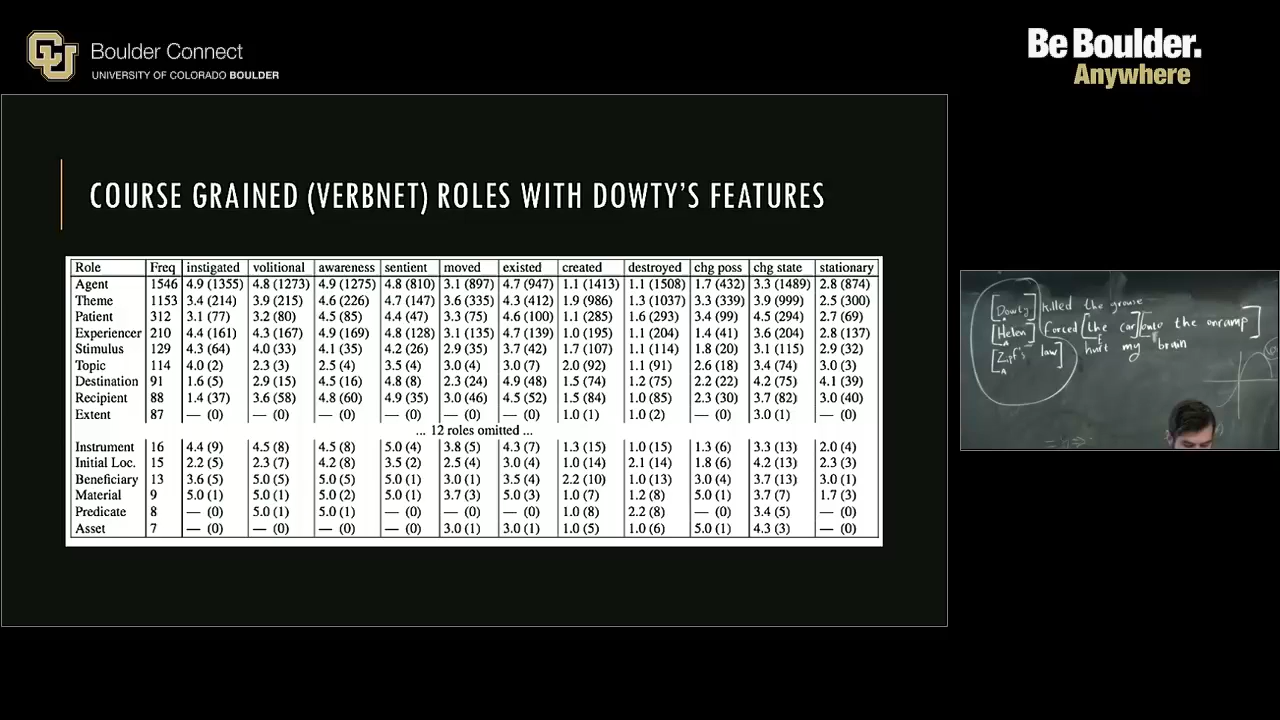 Boulder Connect
UNIVERSITY OF COLORADO BOULDER
Be Boulder.
Anywhere
COURSE GRAINED (VERBNET) ROLES WITH DOWTY'S FEATURES
Role Freq instigated volitional awareness sentient moved existed created destroyed chg poss chg state stationary
Agent 1546 4.9 (1355) 4.8 (1273) 4.9 (1275) 4.8 (810) 3.1 (897) 4.7 (947) 1.1 (1413) 1.1 (1508) 1.7 (432) 3.3 (1489) 2.8 (874)
Theme 1153 3.4 (214) 3.9 (215) 4.6 (226) 4.7 (147) 3.6 (335) 4.3 (412) 1.9 (986) 1.3 (1037) 3.3 (339) 3.9 (999) 2.5 (300)
Patient 312 3.1 (77) 3.2 (80) 4.5 (85) 4.4 (47) 3.3 (75) 4.6 (100) 1.1 (285) 1.6 (293) 3.4 (99) 4.5 (294) 2.7 (69)
Experiencer 210 4.4 (161) 4.3 (167) 4.9 (169) 4.8 (128) 3.1 (135) 4.7 (139) 1.0 (195) 1.1 (204) 1.4 (41) 3.6 (204) 2.8 (137)
Stimulus 129 4.3 (64) 4.0 (33) 4.1 (35) 4.2 (26) 2.9 (35) 3.7 (42) 1.7 (107) 1.1 (114) 1.8 (20) 3.1 (115) 2.9 (32)
Topic 114 4.0 (2) 2.3 (3) 2.5 (4) 3.5 (4) 3.0 (4) 3.0 (7) 2.0 (92) 1.1 (91) 2.6 (18) 3.4 (74) 3.0 (3)
Destination 91 1.6 (5) 2.9 (15) 4.5 (16) 4.8 (8) 2.3 (24) 4.9 (48) 1.5 (74) 1.2 (75) 2.2 (22) 4.2 (75) 4.1 (39)
Recipient 88 1.4 (37) 3.6 (58) 4.8 (60) 4.9 (35) 3.0 (46) 4.5 (52) 1.5 (84) 1.0 (85) 2.3 (30) 3.7 (82) 3.0 (40)
Extent 87 — (0) — (0) — (0) — (0) — (0) — (0) 1.0 (1) 1.0 (2) — (0) 3.0 (1) — (0)
... 12 roles omitted ...
Instrument 16 4.4 (9) 4.5 (8) 4.5 (8) 5.0 (4) 3.8 (5) 4.3 (7) 1.3 (15) 1.0 (15) 1.3 (6) 3.3 (13) 2.0 (4)
Initial Loc. 15 2.2 (5) 2.3 (7) 4.2 (8) 3.5 (2) 2.5 (4) 3.0 (4) 1.0 (14) 2.1 (14) 1.8 (6) 4.2 (13) 2.3 (3)
Beneficiary 13 3.6 (5) 5.0 (5) 5.0 (5) 5.0 (1) 3.0 (1) 3.5 (4) 2.2 (10) 1.0 (13) 3.0 (4) 3.7 (13) 3.0 (1)
Material 9 5.0 (1) 5.0 (1) 5.0 (2) 5.0 (1) 3.7 (3) 5.0 (3) 1.0 (7) 1.2 (8) 5.0 (1) 3.7 (7) 1.7 (3)
Predicate 8 — (0) 5.0 (1) 5.0 (1) — (0) — (0) — (0) 1.0 (8) 2.2 (8) — (0) 3.4 (5) — (0)
Asset 7 — (0) — (0) — (0) — (0) 3.0 (1) 3.0 (1) 1.0 (5) 1.0 (6) 5.0 (1) 4.3 (3) — (0)
[Dowty] killed the grouse
[Helen] forced [the car] [onto the onramp]
[Zipf's law] hurt my brain